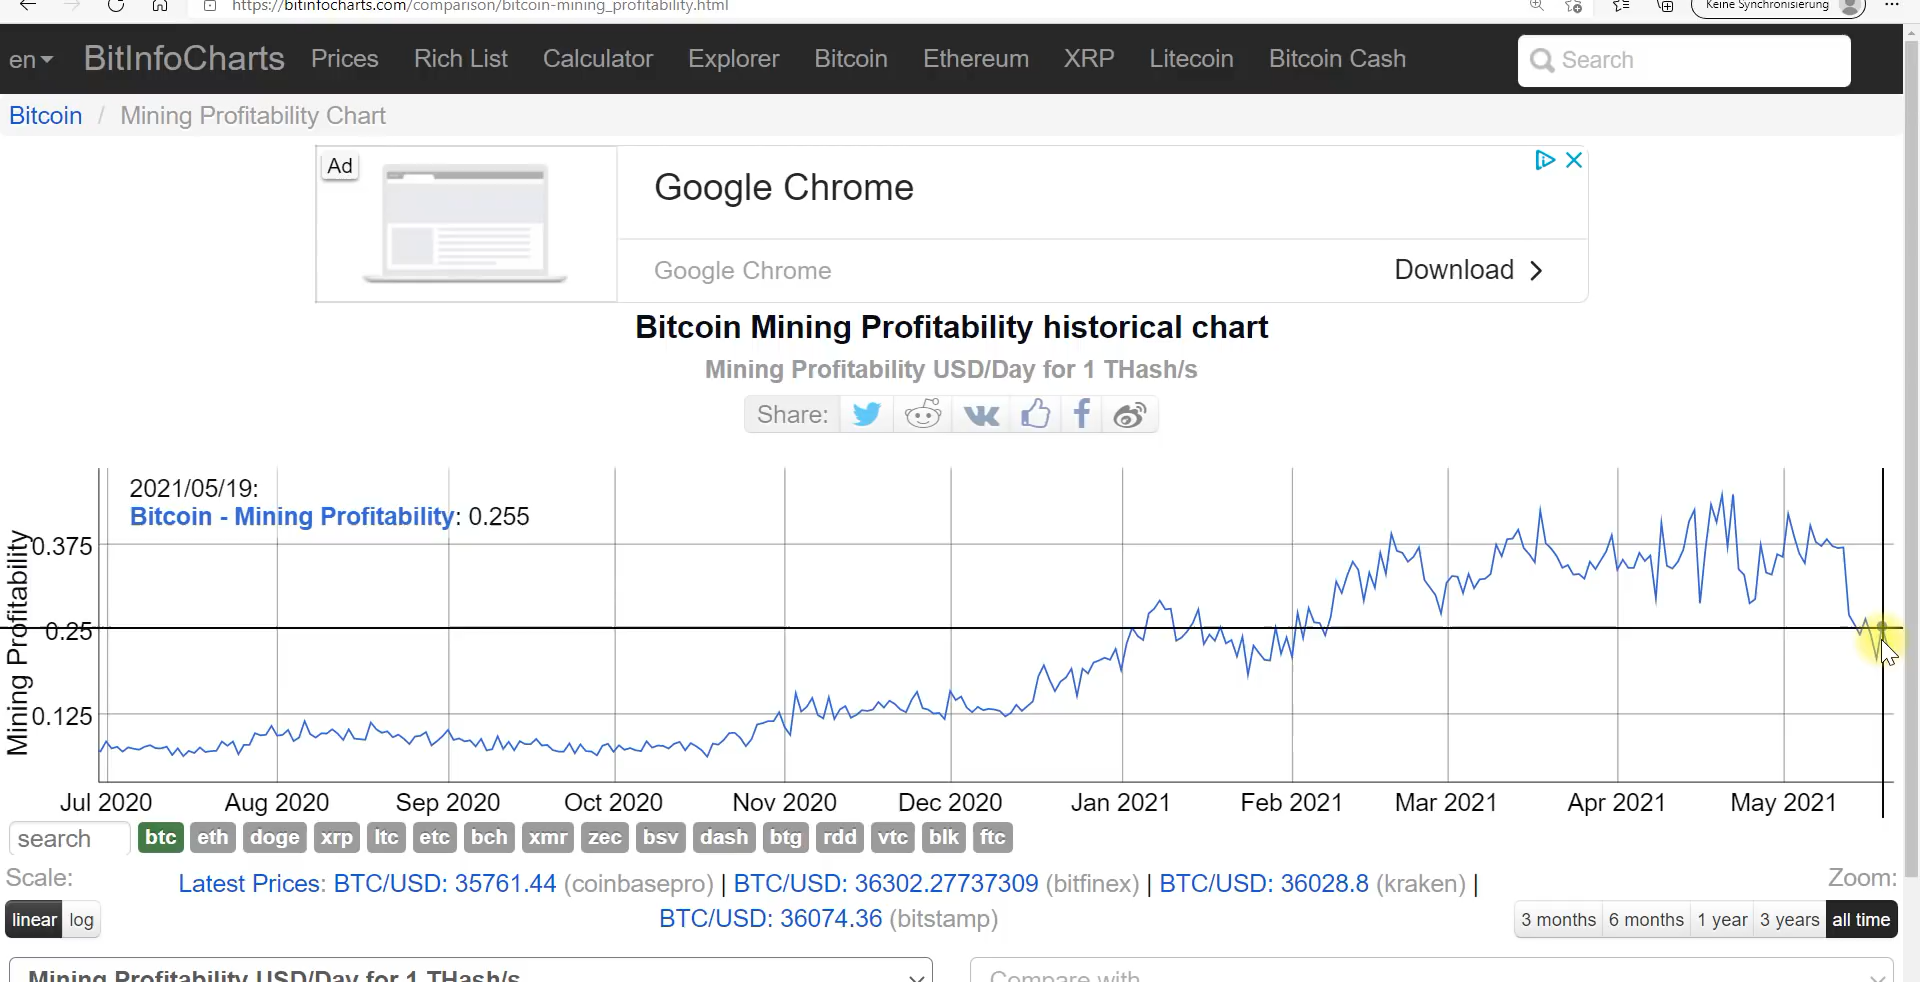 https://bitinfocharts.com/comparison/bitcoin-mining_profitability.html
Keine Synchronisierung
en BitInfoCharts Prices Rich List Calculator Explorer Bitcoin Ethereum XRP Litecoin Bitcoin Cash Search
Bitcoin / Mining Profitability Chart
Ad
Google Chrome
Google Chrome
Download
Bitcoin Mining Profitability historical chart
Mining Profitability USD/Day for 1 THash/s
Share:
2021/05/19:
Bitcoin - Mining Profitability: 0.255
Mining Profitability
0.375
0.25
0.125
Jul 2020 Aug 2020 Sep 2020 Oct 2020 Nov 2020 Dec 2020 Jan 2021 Feb 2021 Mar 2021 Apr 2021 May 2021
search btc eth doge xrp ltc etc bch xmr zec bsv dash btg rdd vtc blk ftc
Scale:
linear log
Latest Prices: BTC/USD: 35761.44 (coinbasepro) | BTC/USD: 36302.27737309 (bitfinex) | BTC/USD: 36028.8 (kraken) |
BTC/USD: 36074.36 (bitstamp)
Zoom:
3 months 6 months 1 year 3 years all time
Mining Profitability USD/Day for 1 THash/s
Compare with